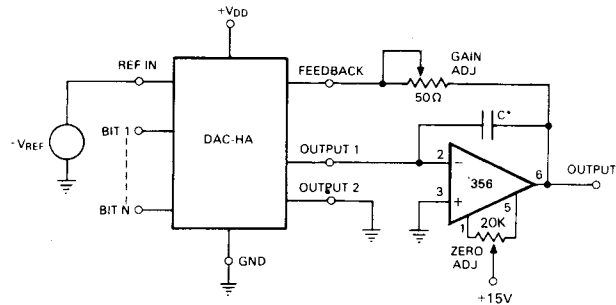 +VDD
REF IN
FEEDBACK
GAIN
ADJ
50Ω
C*
-VREF
BIT 1
DAC-HA
OUTPUT 1
2
−
356
6
OUTPUT
OUTPUT 2
3
+
5
BIT N
1
20K
ZERO
ADJ
GND
+15V